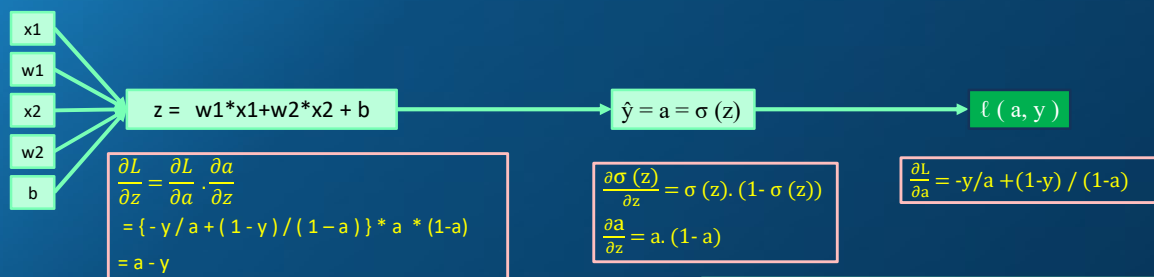 x1
w1
x2
w2
b
z = w1*x1+w2*x2 + b
ŷ = a = σ (z)
ℓ ( a, y )
∂L/∂z = ∂L/∂a . ∂a/∂z
= { - y / a + ( 1 - y ) / ( 1 – a ) } * a * (1-a)
= a - y
∂σ (z)/∂z = σ (z). (1- σ (z))
∂a/∂z = a. (1- a)
∂L/∂a = -y/a +(1-y) / (1-a)